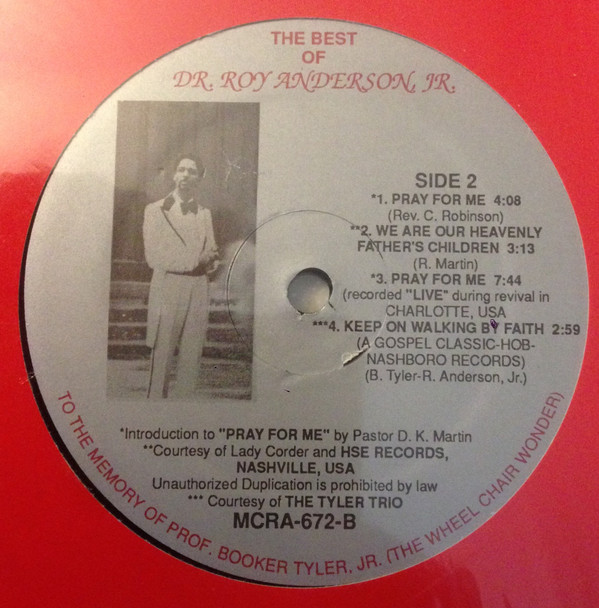 THE BEST
OF
DR. ROY ANDERSON, JR.
SIDE 2
*1. PRAY FOR ME 4:08
(Rev. C. Robinson)
**2. WE ARE OUR HEAVENLY
FATHER'S CHILDREN 3:13
(R. Martin)
*3. PRAY FOR ME 7:44
(recorded "LIVE" during revival in
CHARLOTTE, USA
***4. KEEP ON WALKING BY FAITH 2:59
(A GOSPEL CLASSIC-HOB-
NASHBORO RECORDS)
(B. Tyler-R. Anderson, Jr.)
*Introduction to "PRAY FOR ME" by Pastor D. K. Martin
**Courtesy of Lady Corder and HSE RECORDS,
NASHVILLE, USA
Unauthorized Duplication is prohibited by law
*** Courtesy of THE TYLER TRIO
MCRA-672-B
TO THE MEMORY OF PROF. BOOKER TYLER, JR. (THE WHEEL CHAIR WONDER)